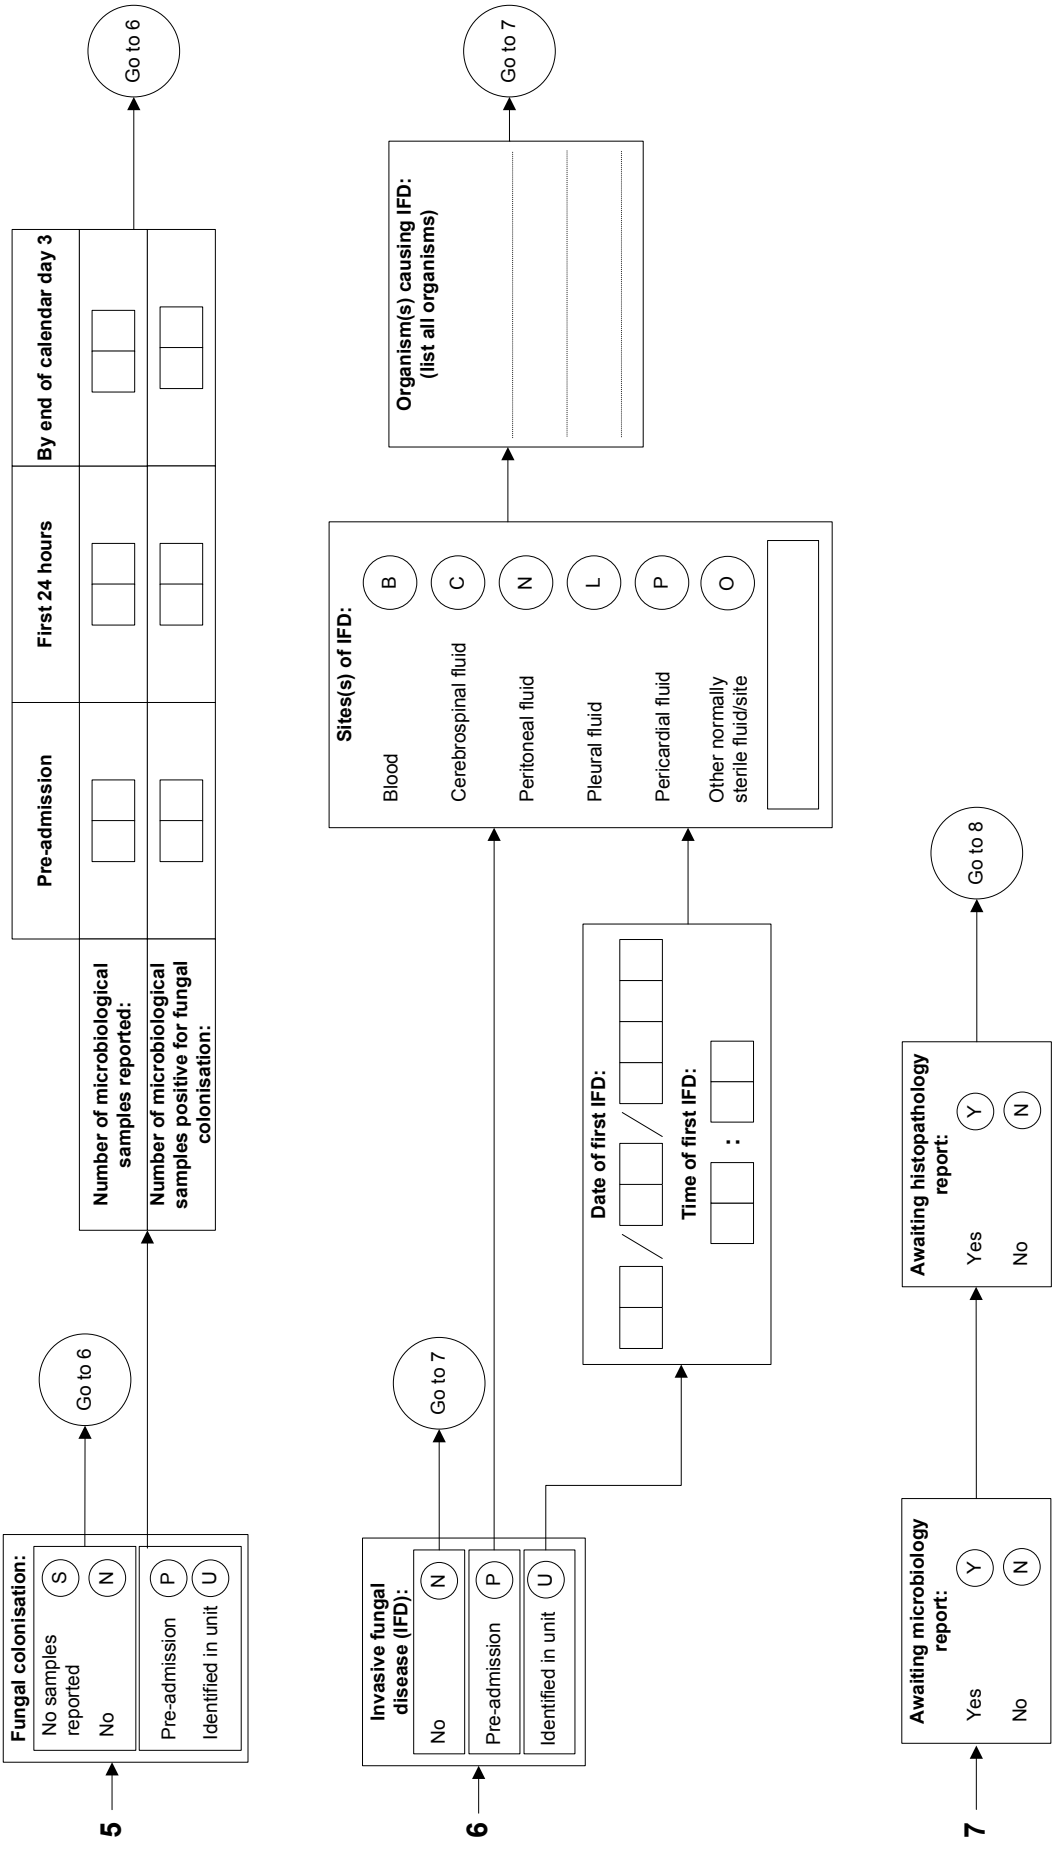 5
Fungal colonisation:
No samples
reported
S
No
N
Pre-admission
P
Identified in unit
U
Go to 6
Pre-admission
First 24 hours
By end of calendar day 3
Number of microbiological
samples reported:
Number of microbiological
samples positive for fungal
colonisation:
Go to 6
6
Invasive fungal
disease (IFD):
No
N
Pre-admission
P
Identified in unit
U
Go to 7
Date of first IFD:
/ /
Time of first IFD:
:
Sites(s) of IFD:
Blood
B
Cerebrospinal fluid
C
Peritoneal fluid
N
Pleural fluid
L
Pericardial fluid
P
Other normally
sterile fluid/site
O
Organism(s) causing IFD:
(list all organisms)
Go to 7
7
Awaiting microbiology
report:
Yes
Y
No
N
Awaiting histopathology
report:
Yes
Y
No
N
Go to 8